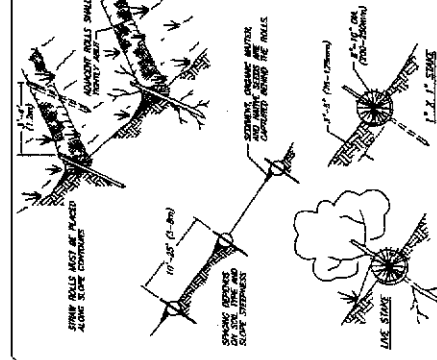 STRAW ROLLS MUST BE PLACED
ALONG SLOPE CONTOURS
(1.2m)
ADJACENT ROLLS SHALL
TIGHTLY ABUT
10'-25' (3-8m)
SPACING DEPENDS
ON SOIL TYPE AND
SLOPE STEEPNESS
SEDIMENT, ORGANIC MATTER,
AND NATIVE SEEDS ARE
CAPTURED BEHIND THE ROLLS.
3"-5" (75-125mm)
8"-10" DIA.
(200-250mm)
LIVE STAKE
1" X 1" STAKE